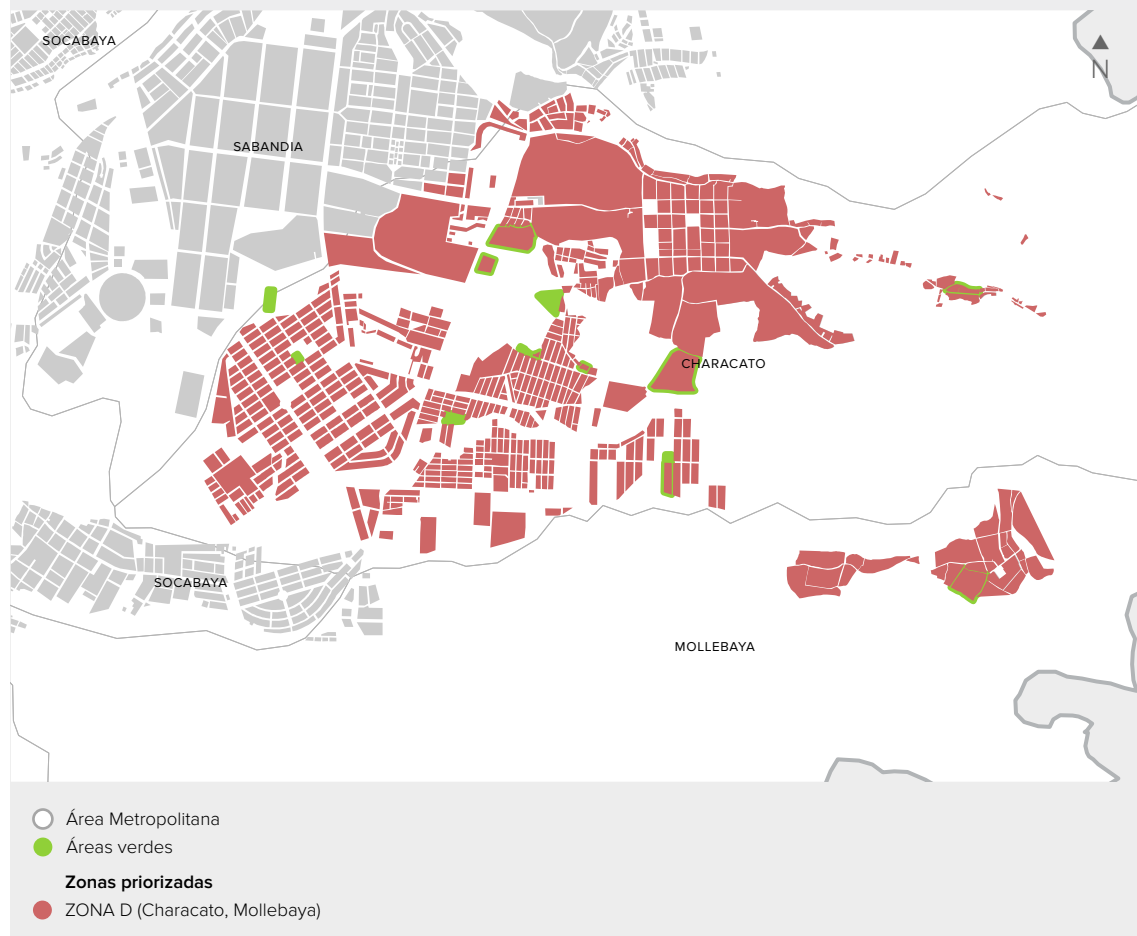 SOCABAYA
N
SABANDIA
CHARACATO
SOCABAYA
MOLLEBAYA
Área Metropolitana
Áreas verdes
Zonas priorizadas
ZONA D (Characato, Mollebaya)